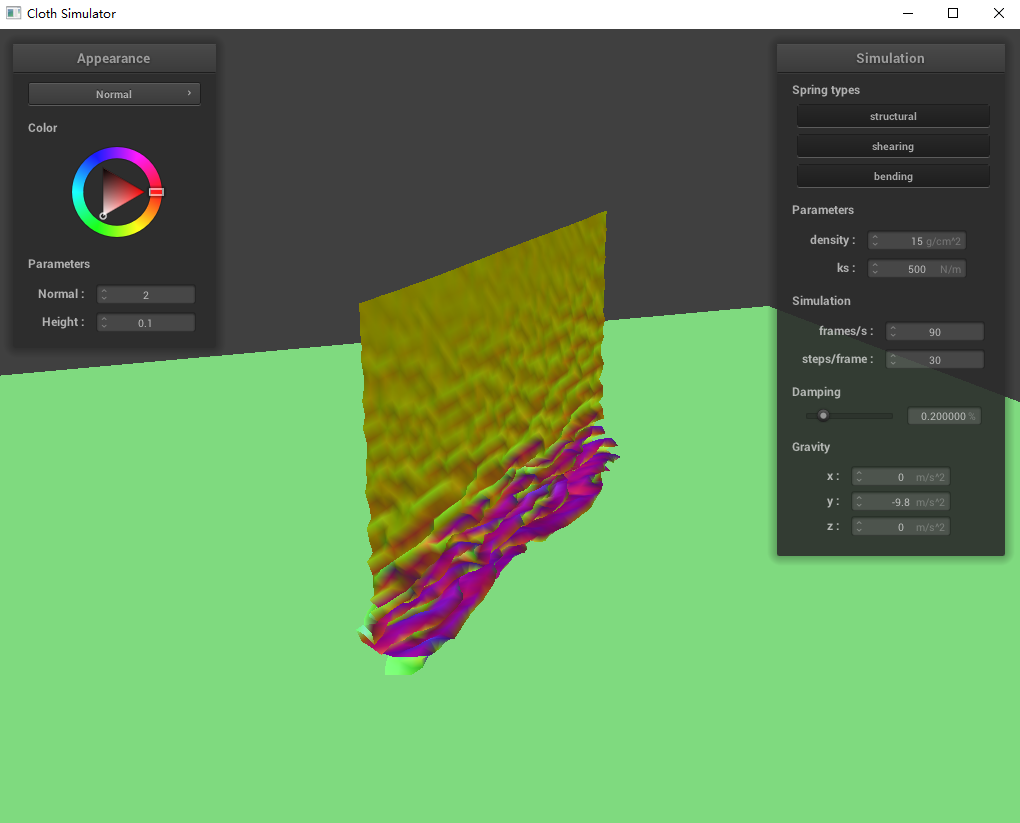 Cloth Simulator
Appearance
Normal
Color
Parameters
Normal : 2
Height : 0.1
Simulation
Spring types
structural
shearing
bending
Parameters
density : 15 g/cm^2
ks : 500 N/m
Simulation
frames/s : 90
steps/frame : 30
Damping
0.200000 %
Gravity
x : 0 m/s^2
y : -9.8 m/s^2
z : 0 m/s^2